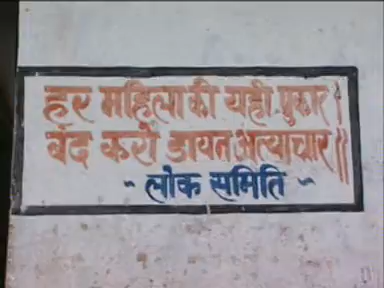 हर महिला की यही पुकार।
बंद करो डायन अत्याचार॥
~ लोक समिति ~